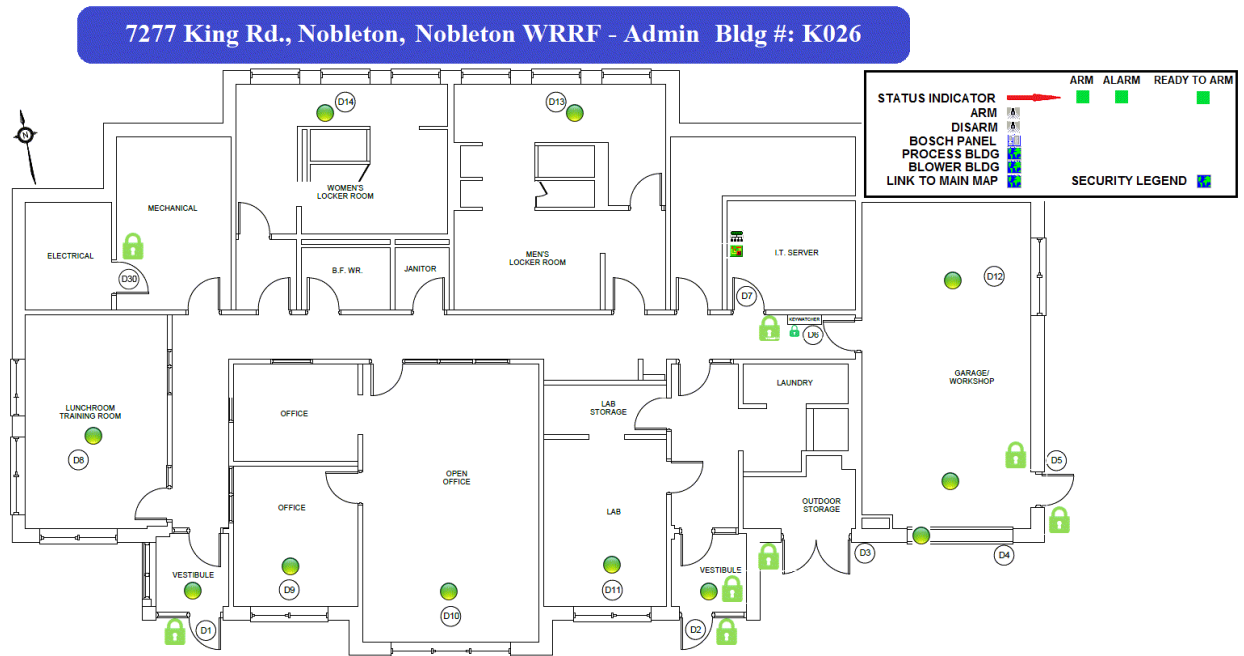 7277 King Rd., Nobleton, Nobleton WRRF - Admin Bldg #: K026
ARM ALARM READY TO ARM
STATUS INDICATOR
ARM
DISARM
BOSCH PANEL
PROCESS BLDG
BLOWER BLDG
LINK TO MAIN MAP
SECURITY LEGEND
N
D14
D13
WOMEN'S
LOCKER ROOM
MECHANICAL
ELECTRICAL
D30
B.F. WR.
JANITOR
MEN'S
LOCKER ROOM
I.T. SERVER
D7
KEYWATCHER
D6
D12
GARAGE/
WORKSHOP
LUNCHROOM
TRAINING ROOM
D8
OFFICE
LAB
STORAGE
LAUNDRY
OPEN
OFFICE
OFFICE
LAB
OUTDOOR
STORAGE
D5
D3
D4
VESTIBULE
D9
D10
D11
VESTIBULE
D1
D2